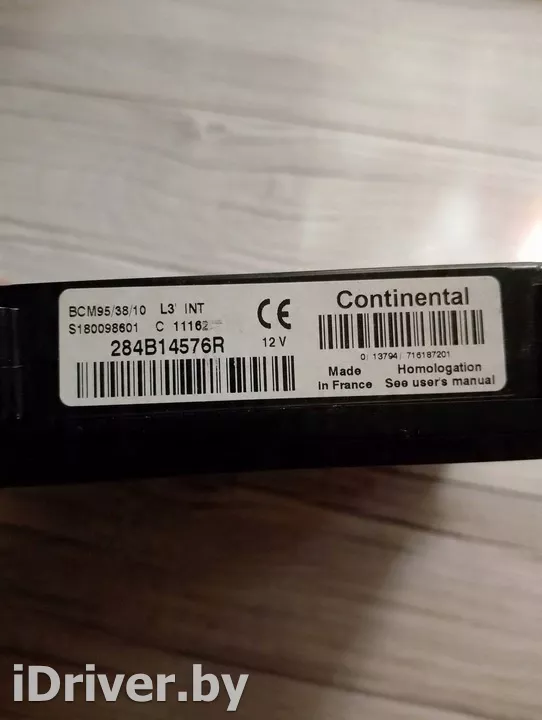 BCM95/38/10 L3 INT
S180098601 C 11162
284B14576R
12 V
Continental
0 13794 716187201
Made
in France
Homologation
See user's manual
iDriver.by